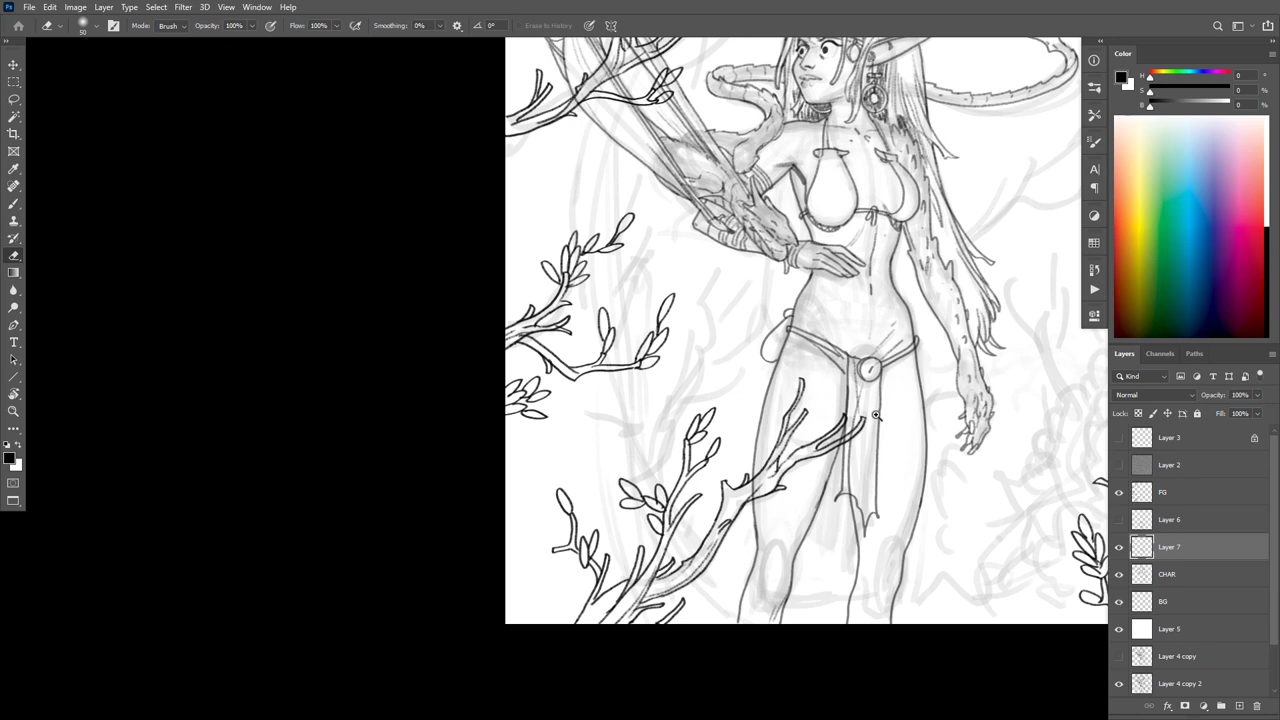 Ps File Edit Image Layer Type Select Filter 3D View Window Help
50 Mode: Brush Opacity: 100% Flow: 100% Smoothing: 0% 0° Erase to History
Color
H 0 °
S 0 %
B 0 %
Layers Channels Paths
Kind
Normal Opacity: 100%
Lock: Fill: 100%
Layer 3
Layer 2
FG
Layer 6
Layer 7
CHAR
BG
Layer 5
Layer 4 copy
Layer 4 copy 2
fx